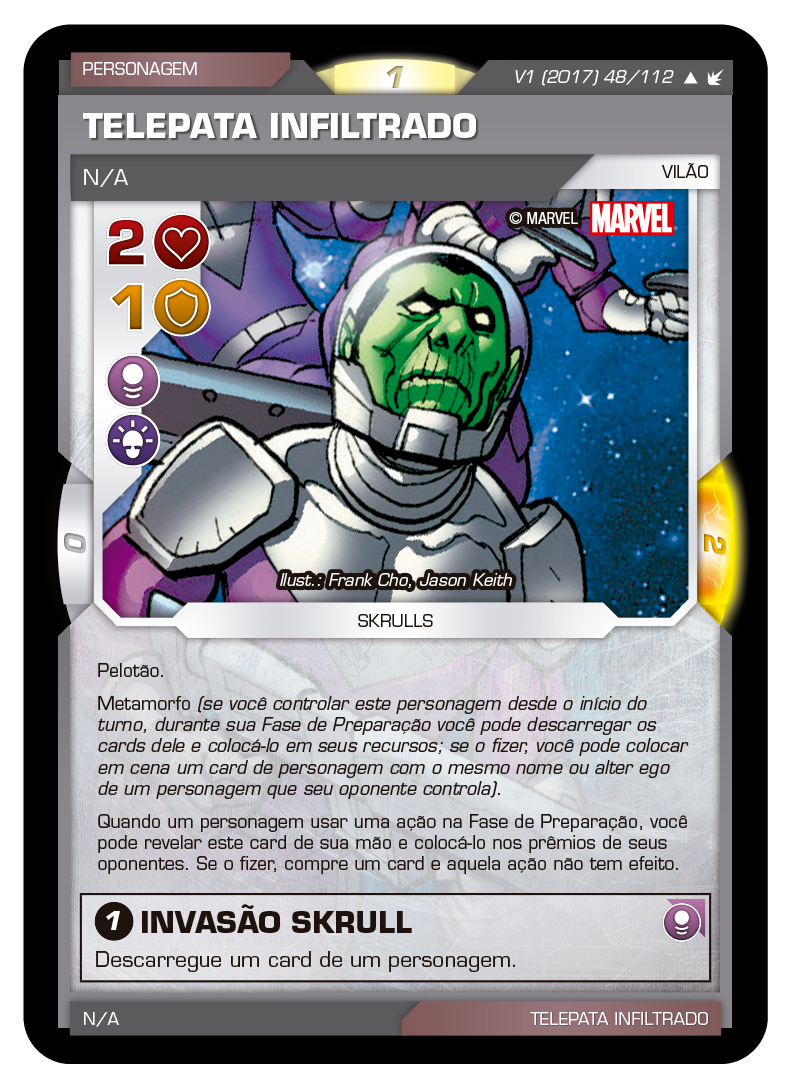 PERSONAGEM
1
V1 (2017) 48/112
TELEPATA INFILTRADO
N/A
VILÃO
© MARVEL
MARVEL
2
1
0
2
Ilust.: Frank Cho, Jason Keith
SKRULLS
Pelotão.
Metamorfo (se você controlar este personagem desde o início do
turno, durante sua Fase de Preparação você pode descarregar os
cards dele e colocá-lo em seus recursos; se o fizer, você pode colocar
em cena um card de personagem com o mesmo nome ou alter ego
de um personagem que seu oponente controla).
Quando um personagem usar uma ação na Fase de Preparação, você
pode revelar este card de sua mão e colocá-lo nos prêmios de seus
oponentes. Se o fizer, compre um card e aquela ação não tem efeito.
1 INVASÃO SKRULL
Descarregue um card de um personagem.
N/A
TELEPATA INFILTRADO